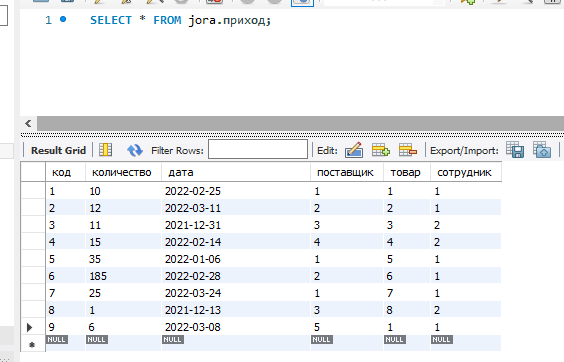 1 SELECT * FROM jora.приход;
Result Grid Filter Rows: Edit: Export/Import:
код количество дата поставщик товар сотрудник
1 10 2022-02-25 1 1 1
2 12 2022-03-11 2 2 1
3 11 2021-12-31 3 3 2
4 15 2022-02-14 4 4 2
5 35 2022-01-06 1 5 1
6 185 2022-02-28 2 6 1
7 25 2022-03-24 1 7 1
8 1 2021-12-13 3 8 2
9 6 2022-03-08 5 1 1
NULL NULL NULL NULL NULL NULL